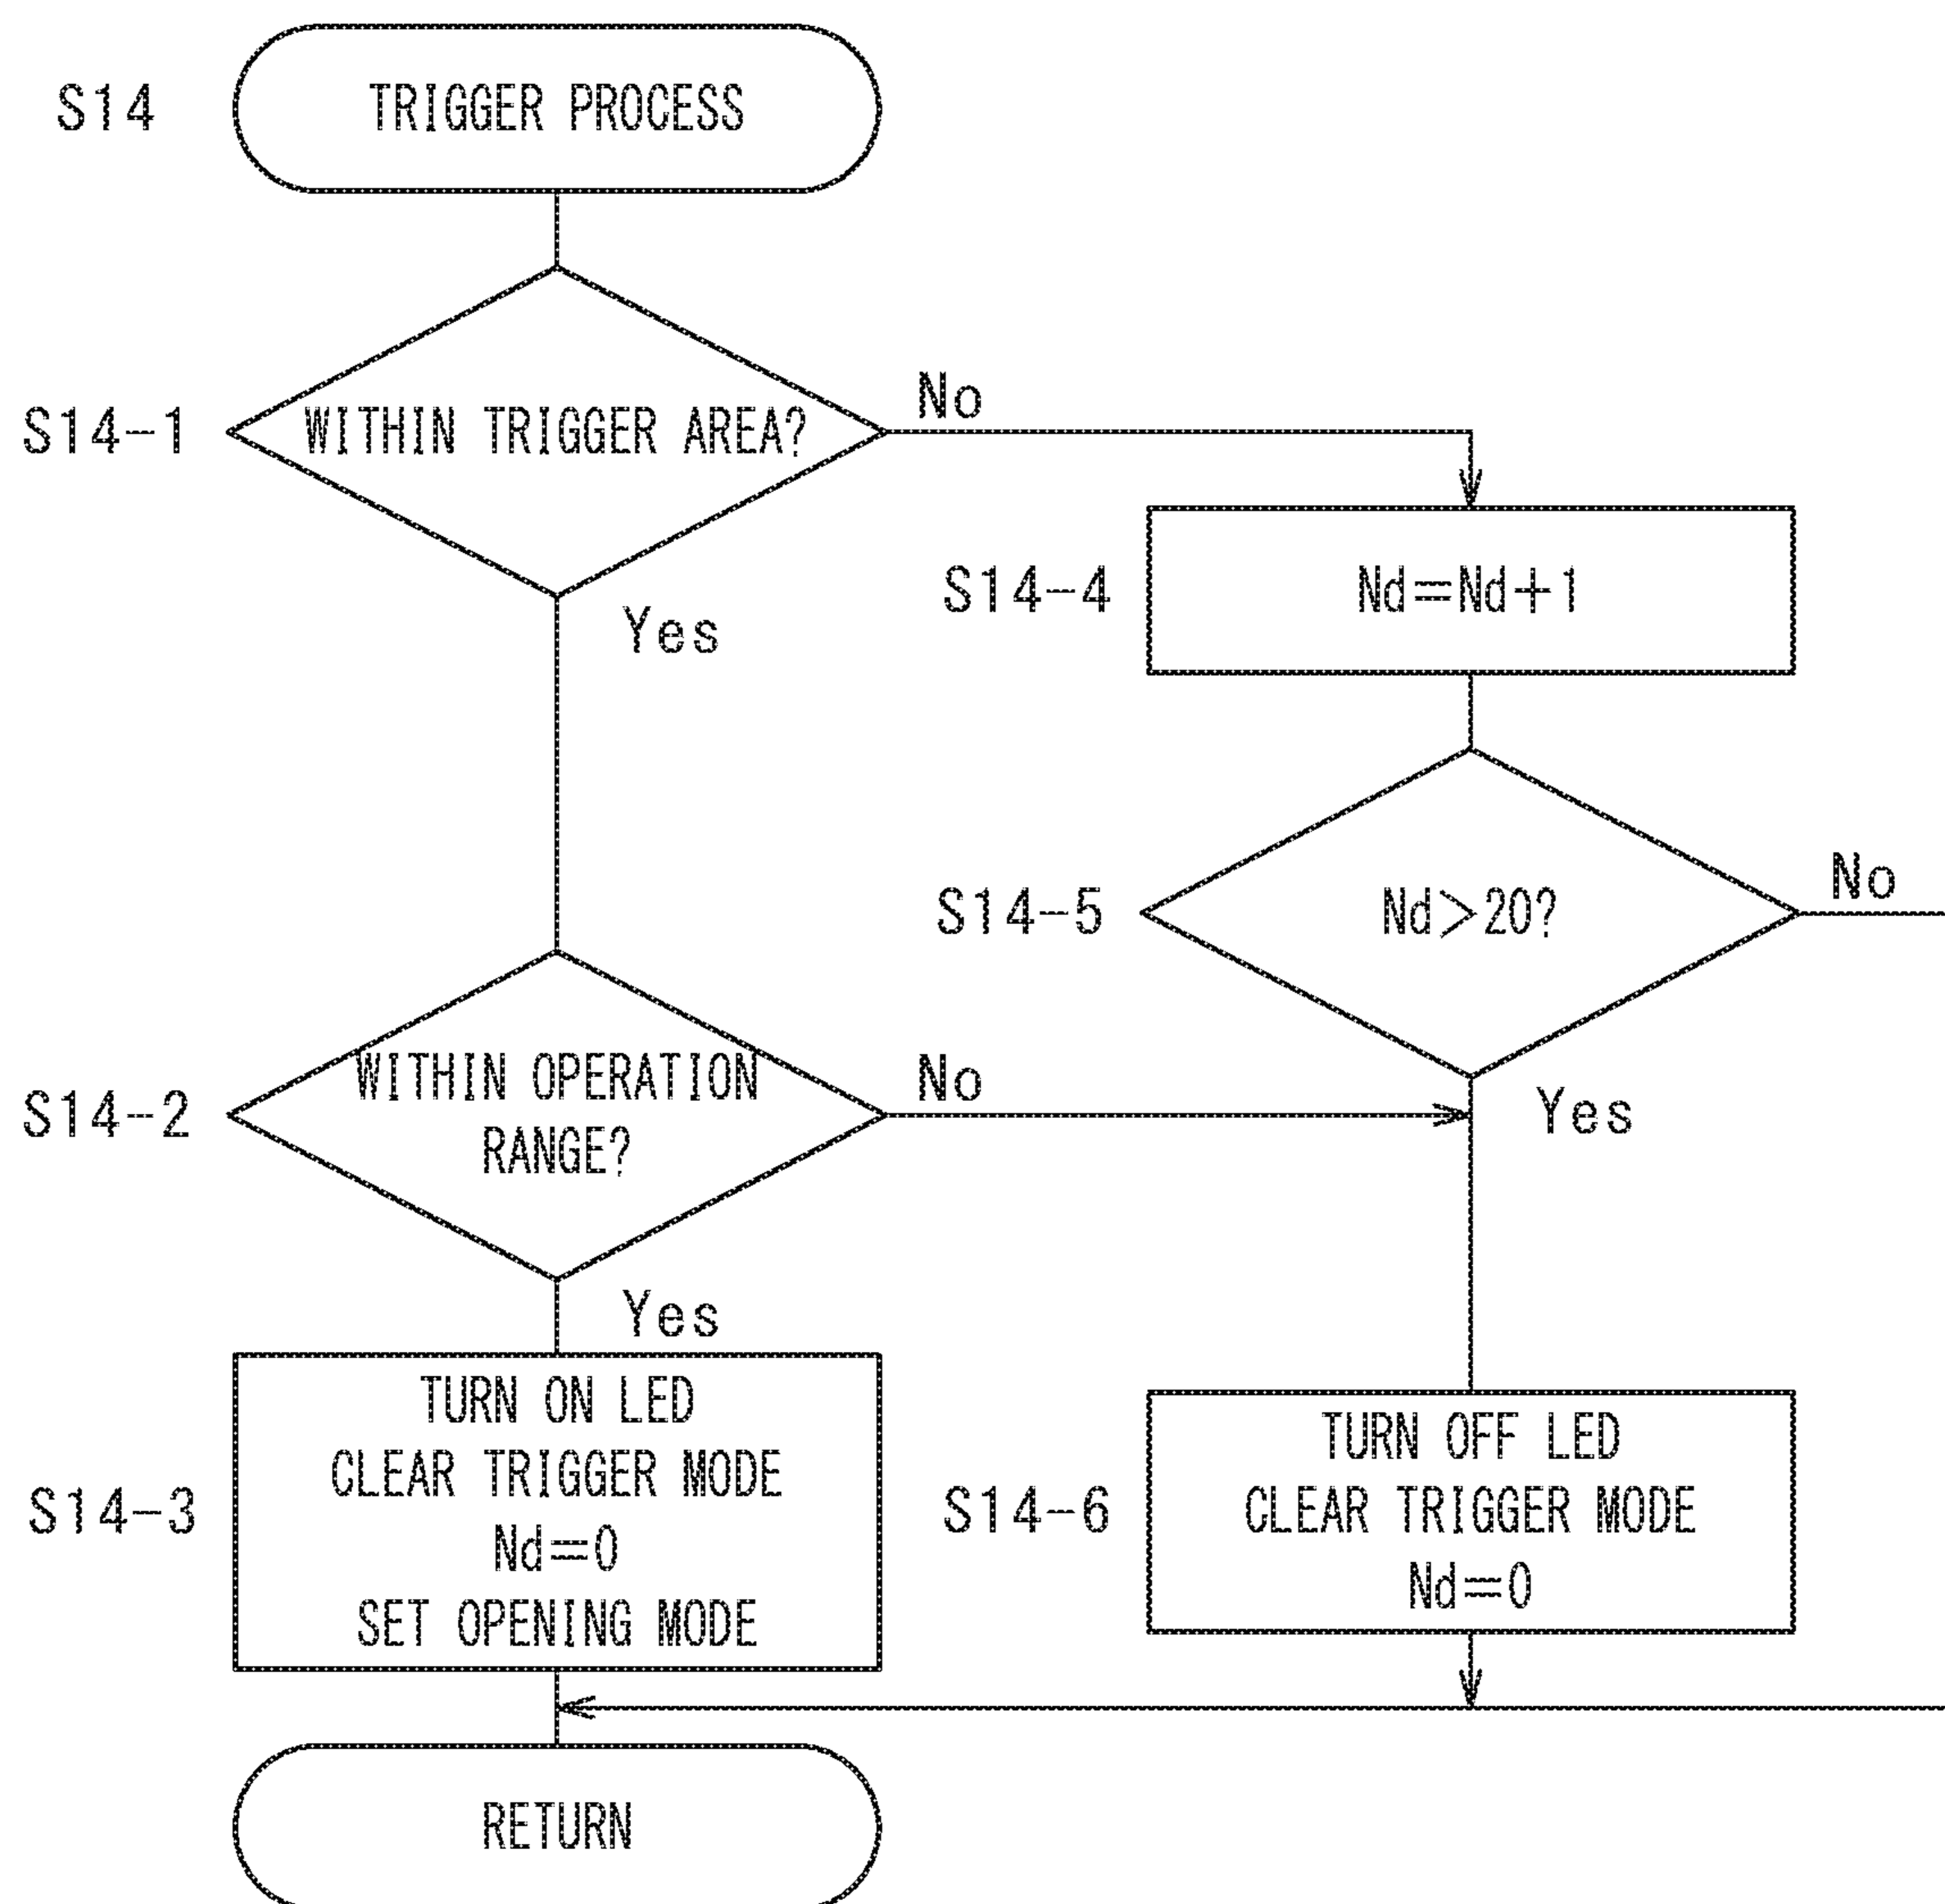 S14
TRIGGER PROCESS
S14-1
WITHIN TRIGGER AREA?
No
Yes
S14-4
Nd=Nd+1
S14-5
Nd>20?
No
Yes
S14-2
WITHIN OPERATION
RANGE?
No
Yes
S14-3
TURN ON LED
CLEAR TRIGGER MODE
Nd=0
SET OPENING MODE
S14-6
TURN OFF LED
CLEAR TRIGGER MODE
Nd=0
RETURN